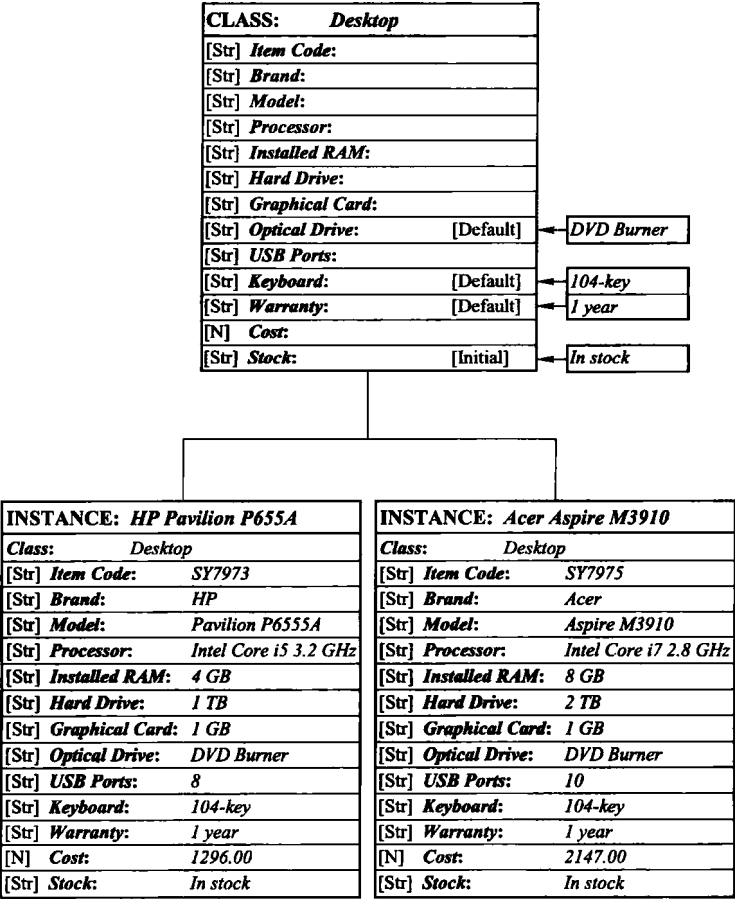 CLASS: Desktop
[Str] Item Code:
[Str] Brand:
[Str] Model:
[Str] Processor:
[Str] Installed RAM:
[Str] Hard Drive:
[Str] Graphical Card:
[Str] Optical Drive: [Default] DVD Burner
[Str] USB Ports:
[Str] Keyboard: [Default] 104-key
[Str] Warranty: [Default] 1 year
[N] Cost:
[Str] Stock: [Initial] In stock
INSTANCE: HP Pavilion P655A
Class: Desktop
[Str] Item Code: SY7973
[Str] Brand: HP
[Str] Model: Pavilion P6555A
[Str] Processor: Intel Core i5 3.2 GHz
[Str] Installed RAM: 4 GB
[Str] Hard Drive: 1 TB
[Str] Graphical Card: 1 GB
[Str] Optical Drive: DVD Burner
[Str] USB Ports: 8
[Str] Keyboard: 104-key
[Str] Warranty: 1 year
[N] Cost: 1296.00
[Str] Stock: In stock
INSTANCE: Acer Aspire M3910
Class: Desktop
[Str] Item Code: SY7975
[Str] Brand: Acer
[Str] Model: Aspire M3910
[Str] Processor: Intel Core i7 2.8 GHz
[Str] Installed RAM: 8 GB
[Str] Hard Drive: 2 TB
[Str] Graphical Card: 1 GB
[Str] Optical Drive: DVD Burner
[Str] USB Ports: 10
[Str] Keyboard: 104-key
[Str] Warranty: 1 year
[N] Cost: 2147.00
[Str] Stock: In stock